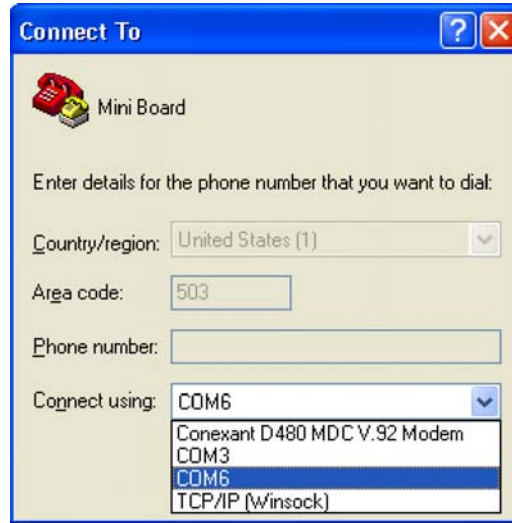 Connect To
?
Mini Board
Enter details for the phone number that you want to dial:
Country/region: United States (1)
Area code: 503
Phone number:
Connect using: COM6
Conexant D480 MDC V.92 Modem
COM3
COM6
TCP/IP (Winsock)